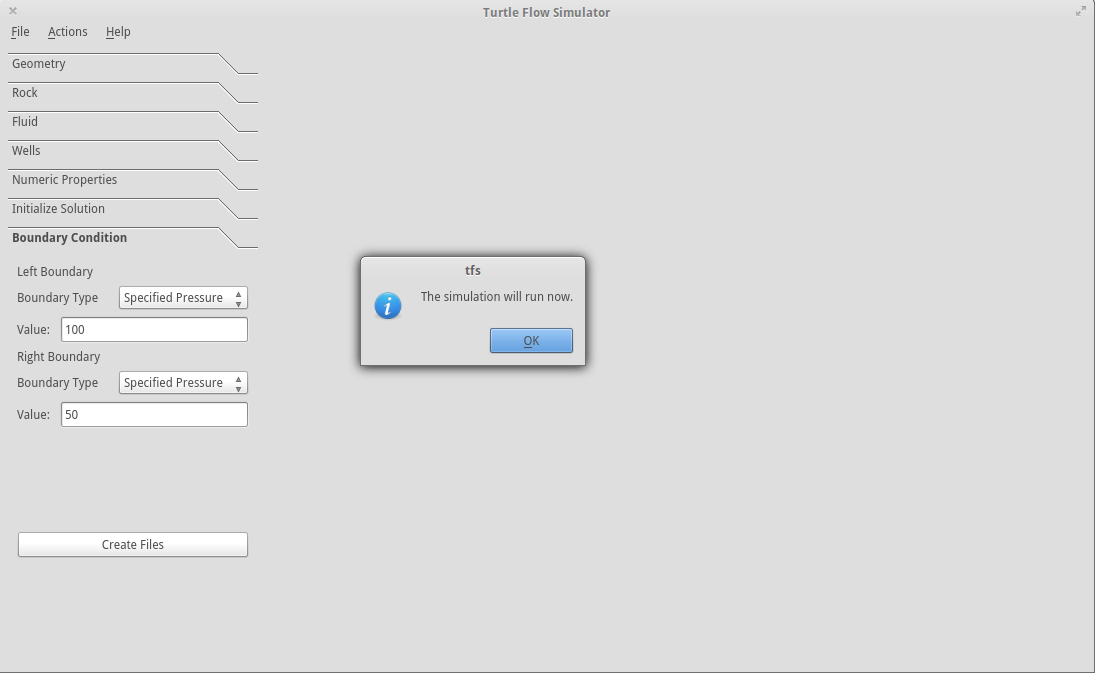 Turtle Flow Simulator
File Actions Help
Geometry
Rock
Fluid
Wells
Numeric Properties
Initialize Solution
Boundary Condition
Left Boundary
Boundary Type Specified Pressure
Value: 100
Right Boundary
Boundary Type Specified Pressure
Value: 50
Create Files
tfs
The simulation will run now.
OK